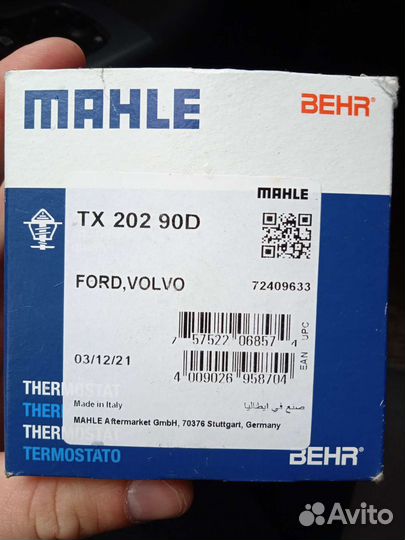 MAHLE
BEHR®
MAHLE
TX 202 90D
FORD,VOLVO
72409633
7 57522 06857 4
UPC
03/12/21
4 009026 958704
EAN
THERMOSTAT
THERMOSTAT
Made in Italy
صنع في ايطاليا
MAHLE Aftermarket GmbH, 70376 Stuttgart, Germany
TERMOSTATO
BEHR®
Avito